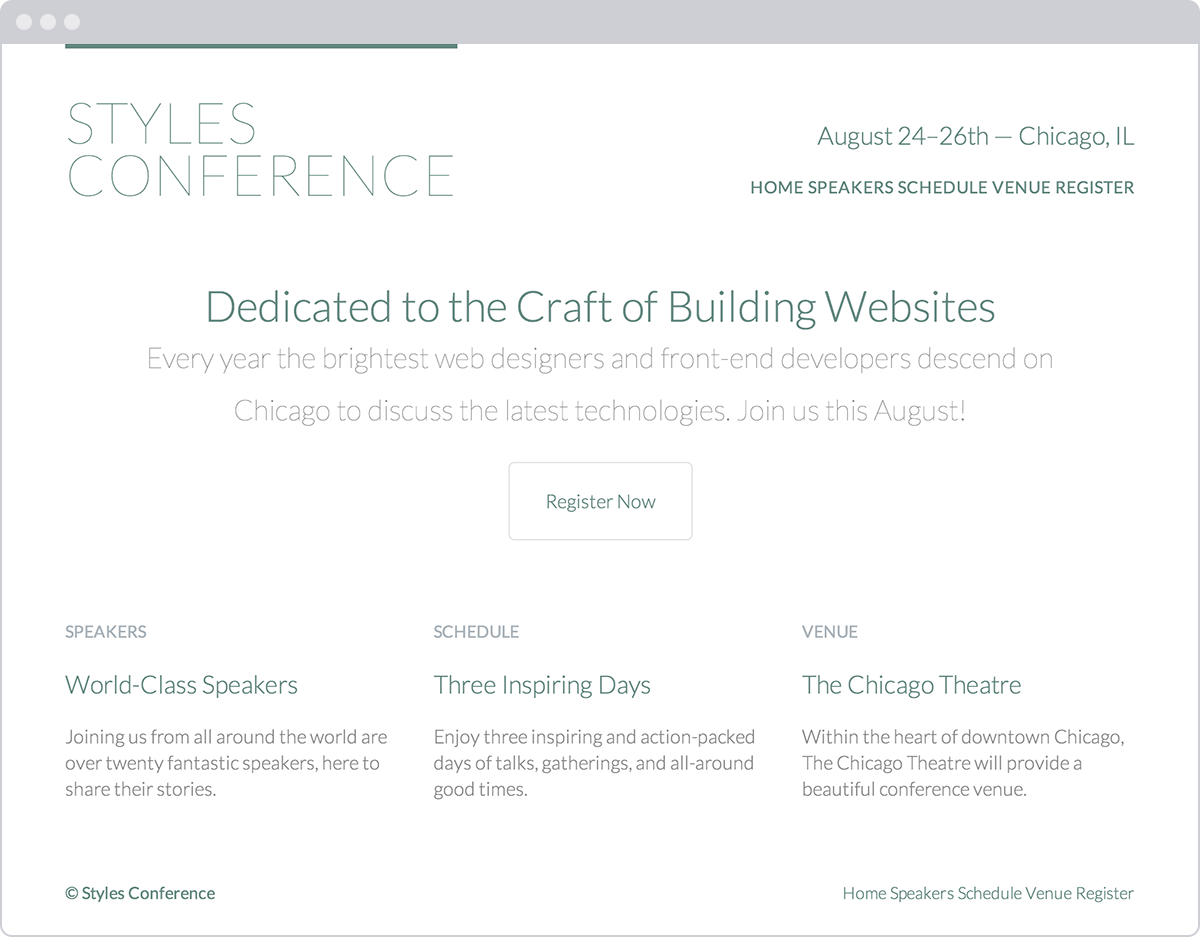 STYLES
CONFERENCE
August 24–26th — Chicago, IL
HOME SPEAKERS SCHEDULE VENUE REGISTER
Dedicated to the Craft of Building Websites
Every year the brightest web designers and front-end developers descend on
Chicago to discuss the latest technologies. Join us this August!
Register Now
SPEAKERS
World-Class Speakers
Joining us from all around the world are
over twenty fantastic speakers, here to
share their stories.
SCHEDULE
Three Inspiring Days
Enjoy three inspiring and action-packed
days of talks, gatherings, and all-around
good times.
VENUE
The Chicago Theatre
Within the heart of downtown Chicago,
The Chicago Theatre will provide a
beautiful conference venue.
© Styles Conference
Home Speakers Schedule Venue Register